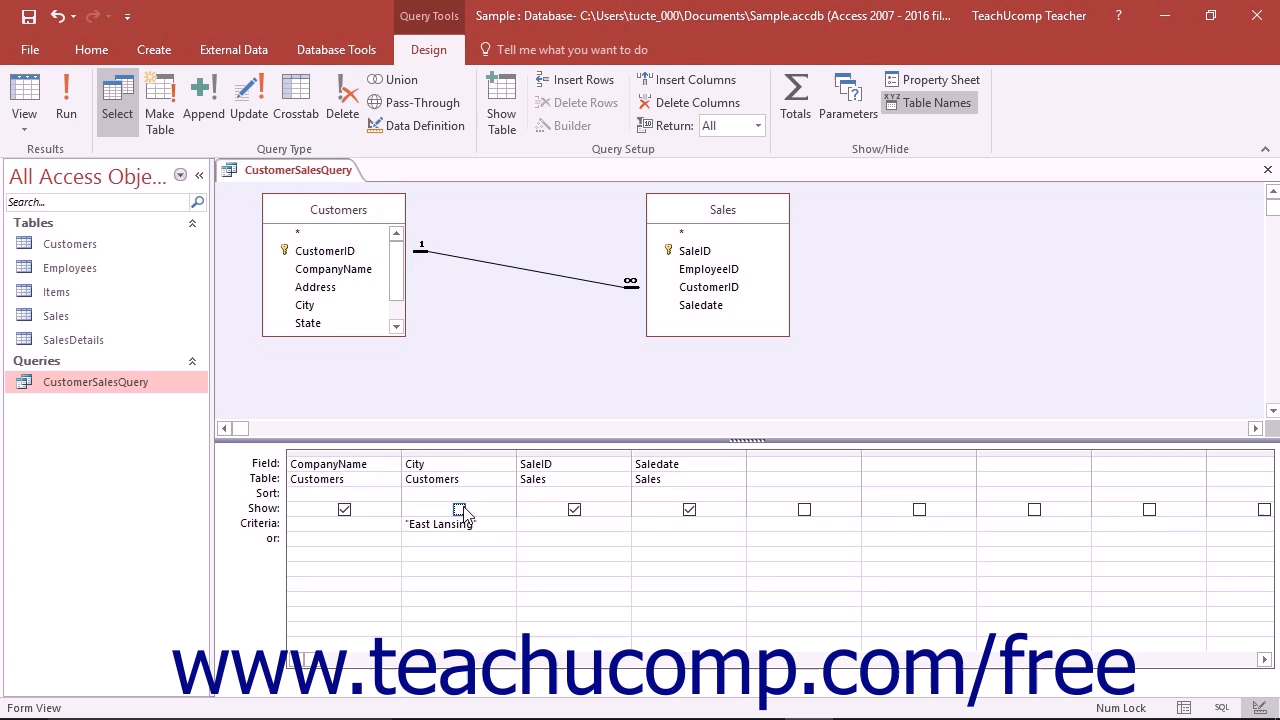 Query Tools
Sample : Database- C:\Users\tucte_000\Documents\Sample.accdb (Access 2007 - 2016 fil...
TeachUcomp Teacher
?
File
Home
Create
External Data
Database Tools
Design
Tell me what you want to do
View
Run
Results
Select
Make Table
Append
Update
Crosstab
Delete
Union
Pass-Through
Data Definition
Query Type
Show Table
Insert Rows
Delete Rows
Builder
Insert Columns
Delete Columns
Return: All
Query Setup
Totals
Parameters
Property Sheet
XYZ Table Names
Show/Hide
All Access Obje...
Search...
Tables
Customers
Employees
Items
Sales
SalesDetails
Queries
CustomerSalesQuery
CustomerSalesQuery
Customers
*
CustomerID
CompanyName
Address
City
State
1
∞
Sales
*
SaleID
EmployeeID
CustomerID
Saledate
Field: CompanyName City SaleID Saledate
Table: Customers Customers Sales Sales
Sort:
Show:
Criteria: "East Lansing"
or:
www.teachucomp.com/free
Form View
Num Lock
SQL